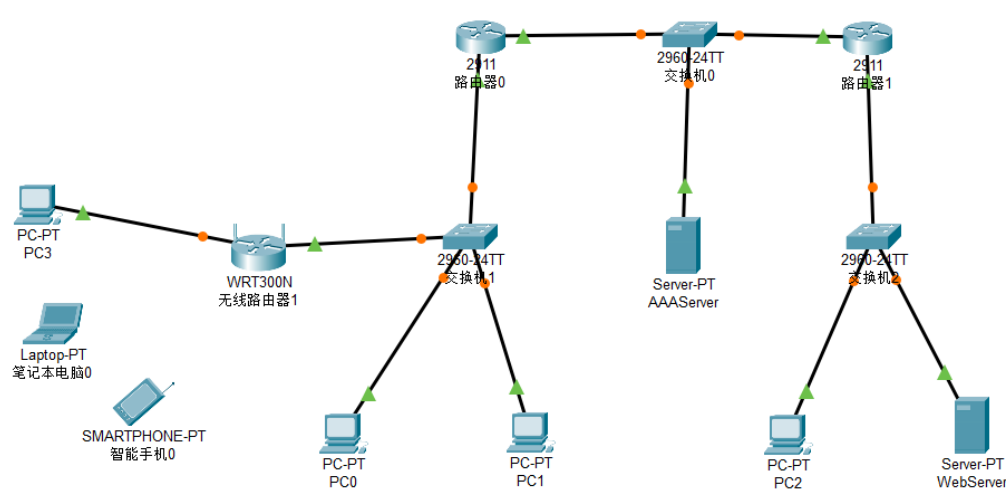 2911
路由器0
2960-24TT
交换机0
2911
路由器1
PC-PT
PC3
WRT300N
无线路由器1
2960-24TT
交换机1
Server-PT
AAAServer
2960-24TT
交换机2
Laptop-PT
笔记本电脑0
SMARTPHONE-PT
智能手机0
PC-PT
PC0
PC-PT
PC1
PC-PT
PC2
Server-PT
WebServer